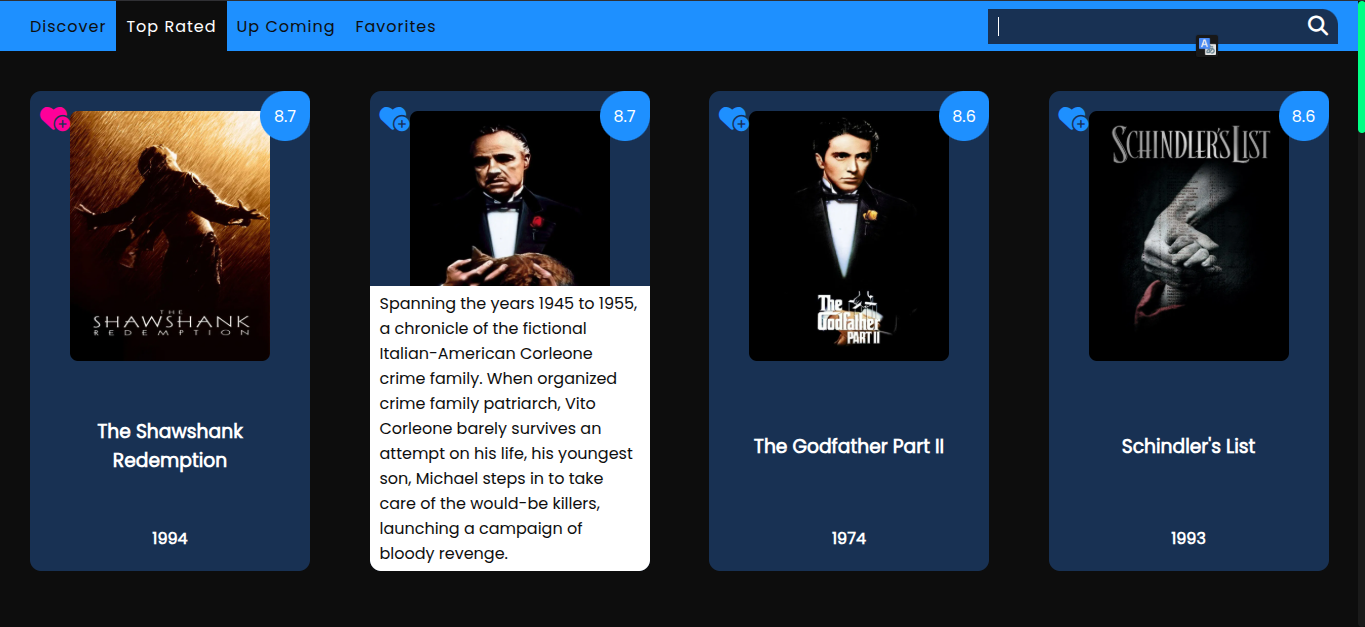 Discover Top Rated Up Coming Favorites
8.7
THE
SHAWSHANK
REDEMPTION
The Shawshank
Redemption
1994
8.7
Spanning the years 1945 to 1955,
a chronicle of the fictional
Italian-American Corleone
crime family. When organized
crime family patriarch, Vito
Corleone barely survives an
attempt on his life, his youngest
son, Michael steps in to take
care of the would-be killers,
launching a campaign of
bloody revenge.
8.6
The
Godfather
PART II
The Godfather Part II
1974
8.6
SCHINDLER'S LIST
Schindler's List
1993